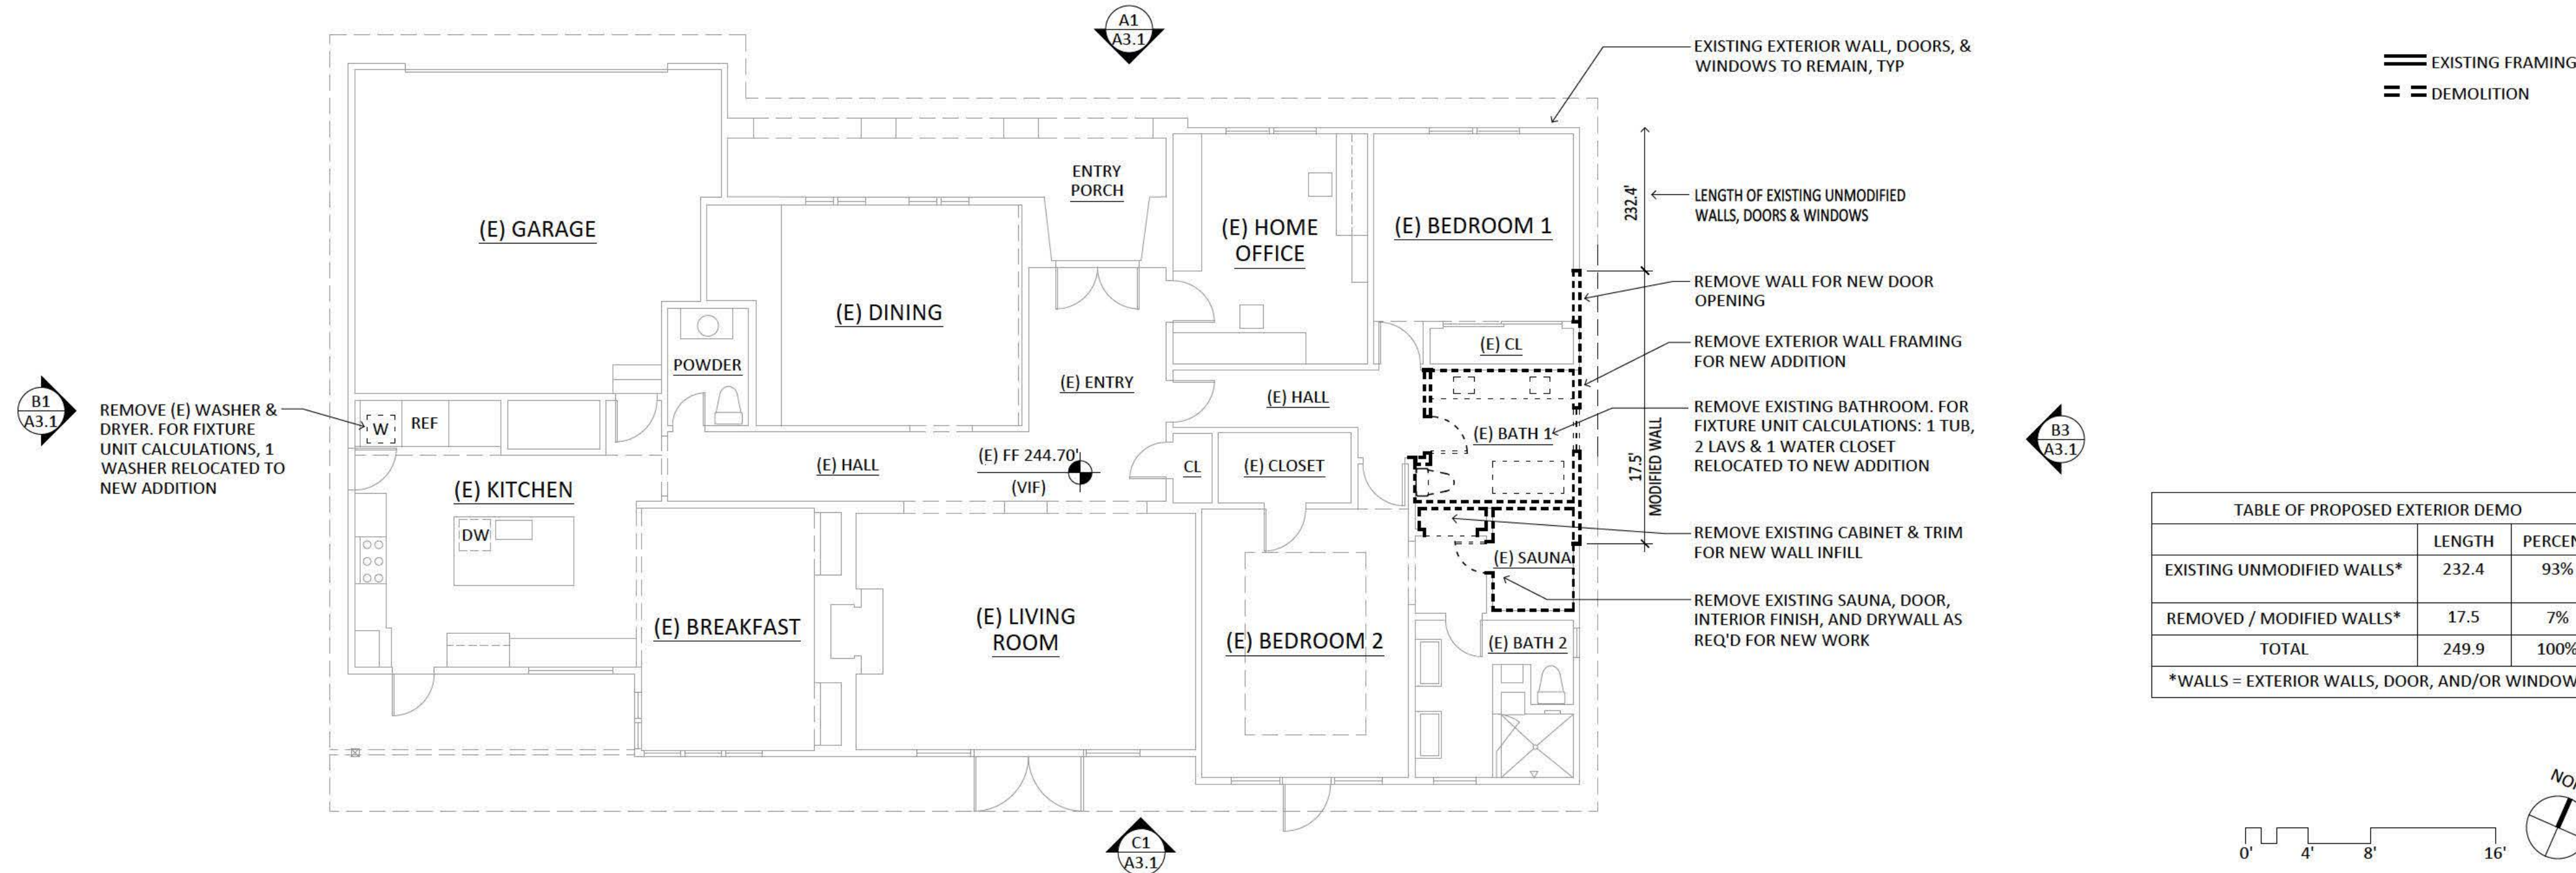 A1
A3.1
EXISTING EXTERIOR WALL, DOORS, &
WINDOWS TO REMAIN, TYP
EXISTING FRAMING
DEMOLITION
ENTRY
PORCH
232.4'
LENGTH OF EXISTING UNMODIFIED
WALLS, DOORS & WINDOWS
(E) GARAGE
(E) HOME
OFFICE
(E) BEDROOM 1
REMOVE WALL FOR NEW DOOR
OPENING
(E) DINING
POWDER
(E) CL
REMOVE EXTERIOR WALL FRAMING
FOR NEW ADDITION
(E) ENTRY
(E) HALL
B1
A3.1
REMOVE (E) WASHER &
DRYER. FOR FIXTURE
UNIT CALCULATIONS, 1
WASHER RELOCATED TO
NEW ADDITION
W
REF
(E) BATH 1
REMOVE EXISTING BATHROOM. FOR
FIXTURE UNIT CALCULATIONS: 1 TUB,
2 LAVS & 1 WATER CLOSET
RELOCATED TO NEW ADDITION
B3
A3.1
(E) HALL
(E) FF 244.70'
(VIF)
CL
(E) CLOSET
17.5'
MODIFIED WALL
(E) KITCHEN
DW
REMOVE EXISTING CABINET & TRIM
FOR NEW WALL INFILL
(E) SAUNA
TABLE OF PROPOSED EXTERIOR DEMO
LENGTH
EXISTING UNMODIFIED WALLS* 232.4 93%
REMOVED / MODIFIED WALLS* 17.5 7%
TOTAL 249.9 100%
*WALLS = EXTERIOR WALLS, DOOR, AND/OR
REMOVE EXISTING SAUNA, DOOR,
INTERIOR FINISH, AND DRYWALL AS
REQ'D FOR NEW WORK
(E) BREAKFAST
(E) LIVING
ROOM
(E) BEDROOM 2
(E) BATH 2
C1
A3.1
0' 4' 8' 16'